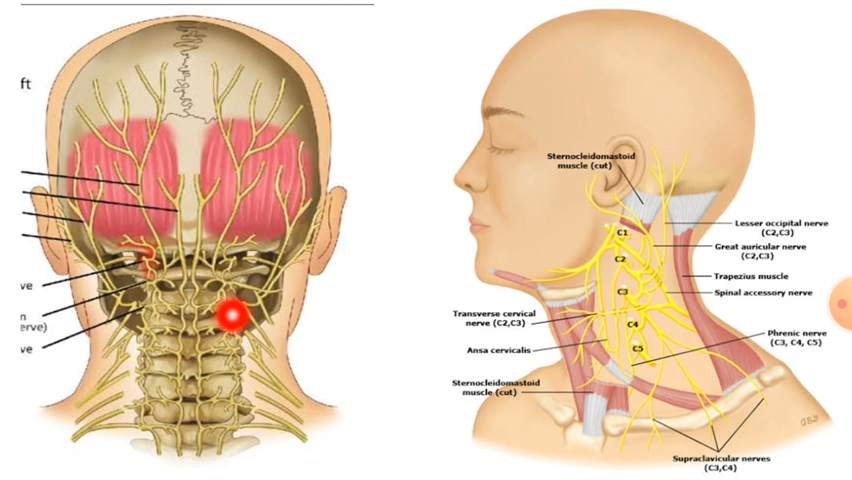 ft
ve
n
erve)
ve
Sternocleidomastoid
muscle (cut)
C1
C2
C3
C4
C5
Lesser occipital nerve
(C2,C3)
Great auricular nerve
(C2,C3)
Trapezius muscle
Spinal accessory nerve
Transverse cervical
nerve (C2,C3)
Ansa cervicalis
Phrenic nerve
(C3, C4, C5)
Sternocleidomastoid
muscle (cut)
Supraclavicular nerves
(C3,C4)